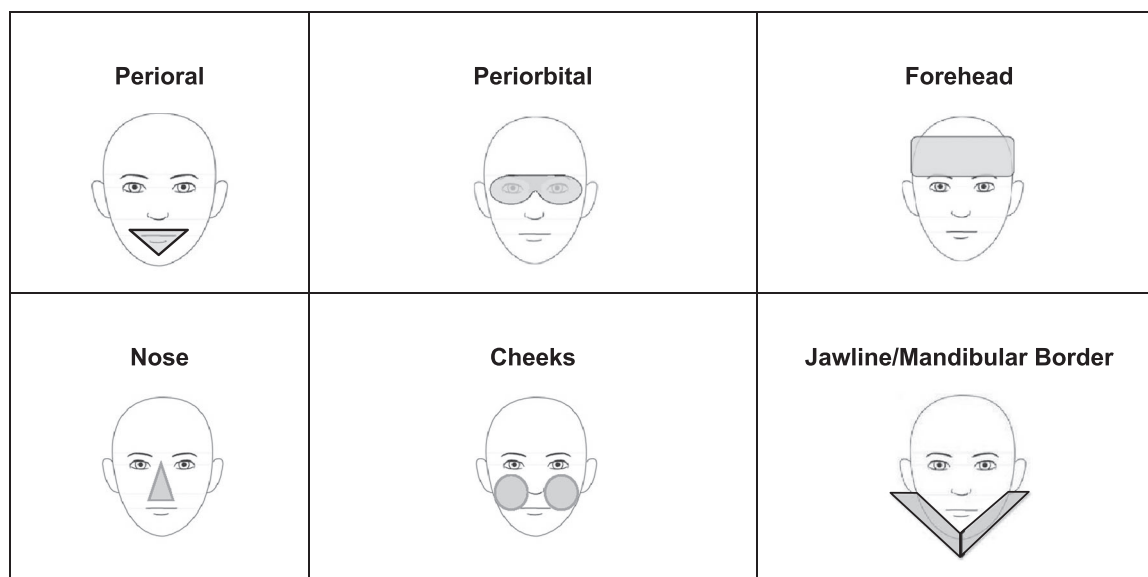 Perioral
Periorbital
Forehead
Nose
Cheeks
Jawline/Mandibular Border